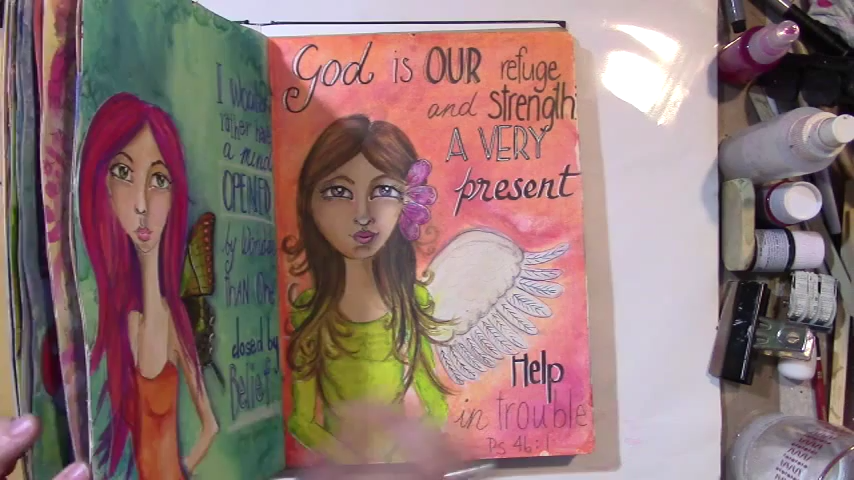 I would
rather have
a mind
OPENED
by Wonder
THAN One
closed by
Belief
God is OUR refuge
and strength
A VERY
present
Help
in trouble
Ps 46:1